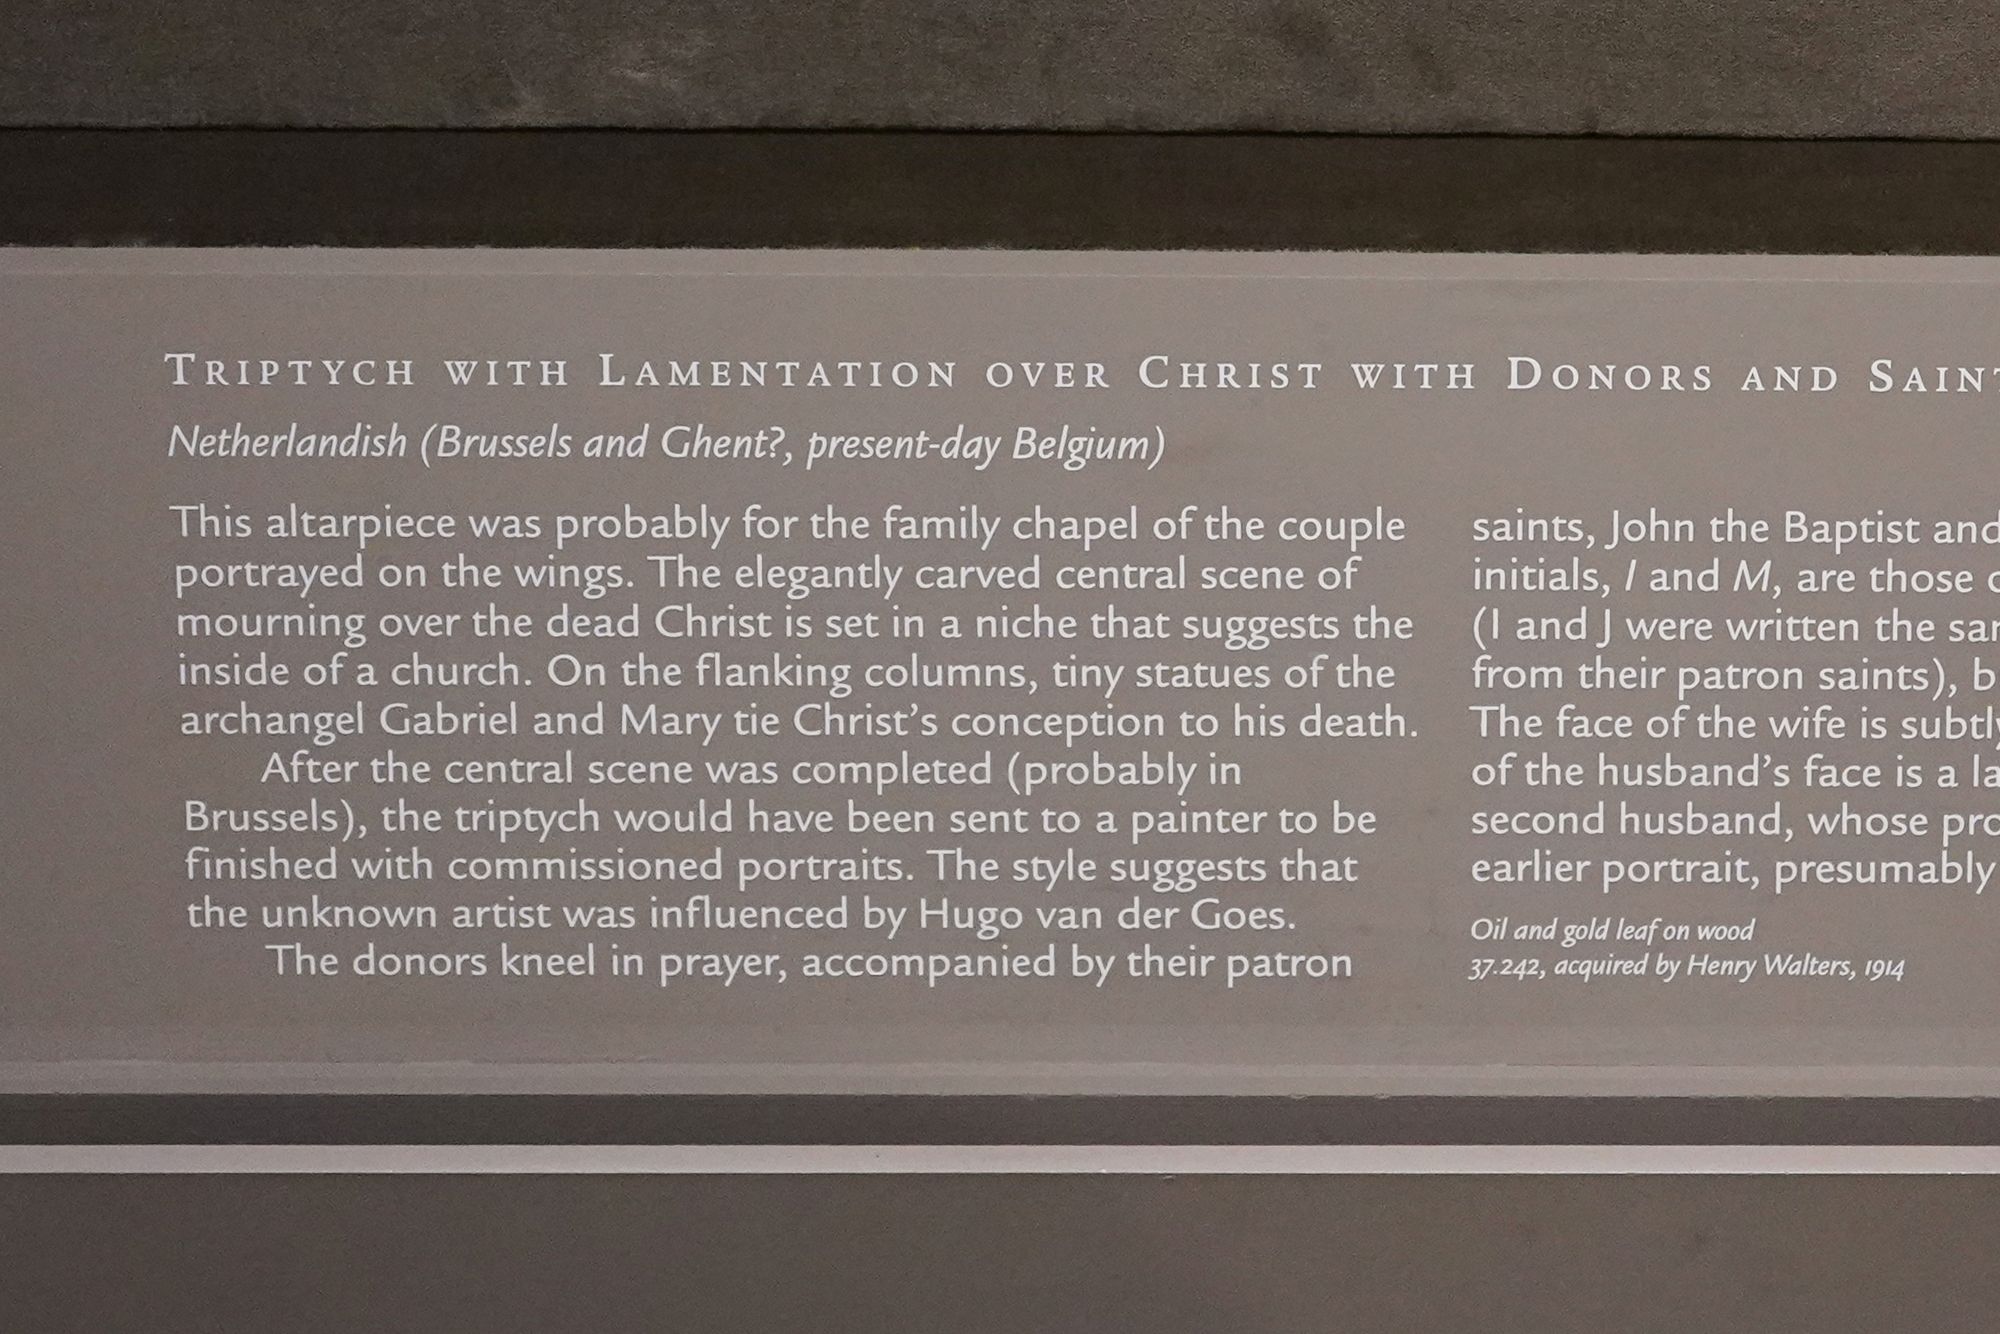 Triptych with Lamentation over Christ with Donors and
Netherlandish (Brussels and Ghent?, present-day Belgium)
This altarpiece was probably for the family chapel of the couple
portrayed on the wings. The elegantly carved central scene of
mourning over the dead Christ is set in a niche that suggests the
inside of a church. On the flanking columns, tiny statues of the
archangel Gabriel and Mary tie Christ's conception to his death.
After the central scene was completed (probably in
Brussels), the triptych would have been sent to a painter to be
finished with commissioned portraits. The style suggests that
the unknown artist was influenced by Hugo van der Goes.
The donors kneel in prayer, accompanied by their patron
saints, John the Baptist and
initials, I and M, are those
(I and J were written the
from their patron saints),
The face of the wife is
of the husband's face is a
second husband, whose
earlier portrait, presumably
Oil and gold leaf on wood
37.242, acquired by Henry Walters, 1914